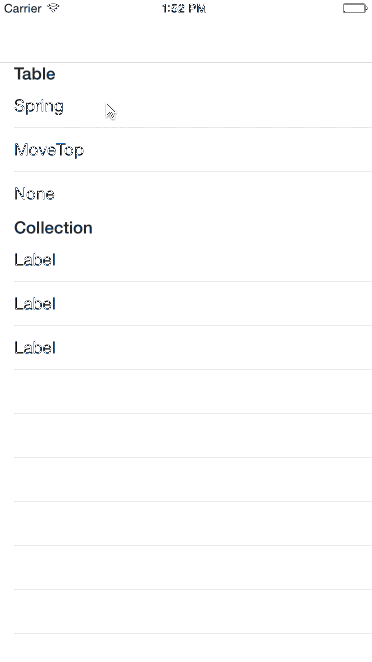 Carrier 1:52 PM
Table
Spring
MoveTop
None
Collection
Label
Label
Label